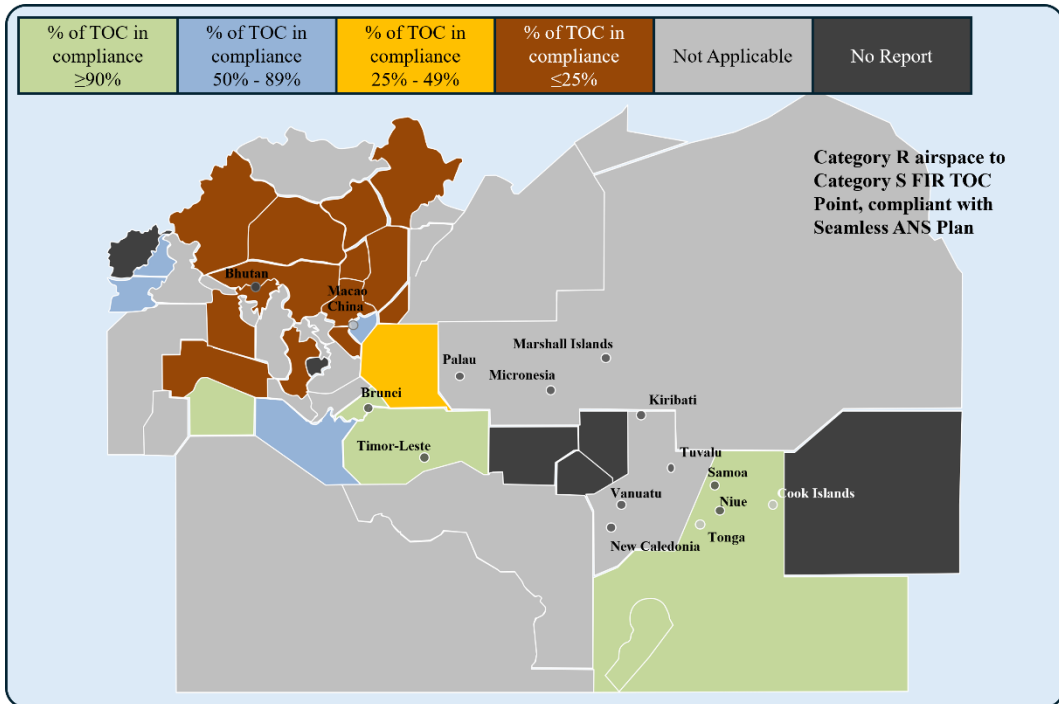 % of TOC in
compliance
≥90%
% of TOC in
compliance
50% - 89%
% of TOC in
compliance
25% - 49%
% of TOC in
compliance
≤25%
Not Applicable
No Report
Category R airspace to
Category S FIR TOC
Point, compliant with
Seamless ANS Plan
Bhutan
Macao
China
Marshall Islands
Palau
Micronesia
Brunei
Kiribati
Timor-Leste
Tuvalu
Samoa
Vanuatu
Niue
Cook Islands
New Caledonia
Tonga